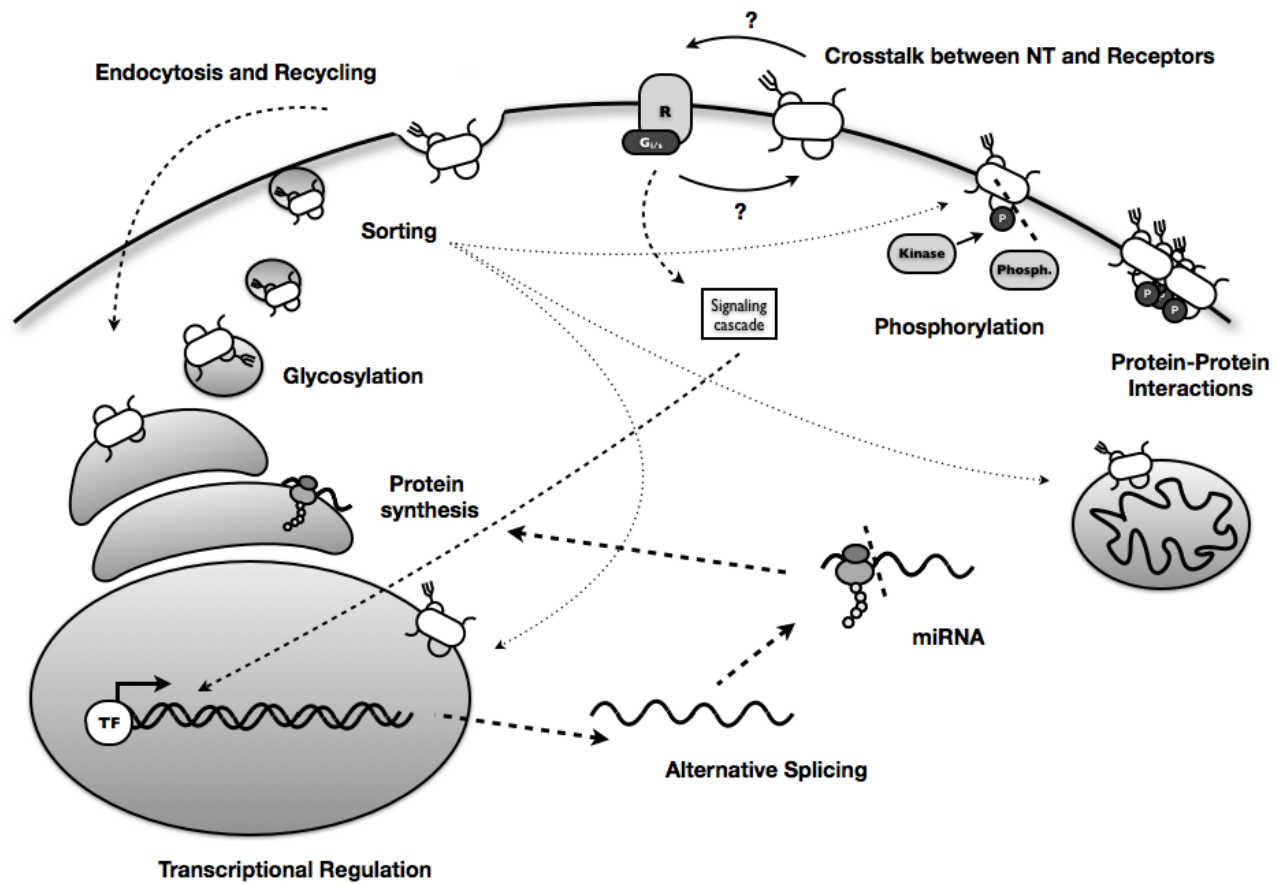 ?
Crosstalk between NT and Receptors
Endocytosis and Recycling
R
Gi/s
?
Sorting
P
Kinase
Phosph.
Signaling
cascade
Phosphorylation
P
P
P
Protein-Protein
Interactions
Glycosylation
Protein
synthesis
miRNA
TF
Alternative Splicing
Transcriptional Regulation